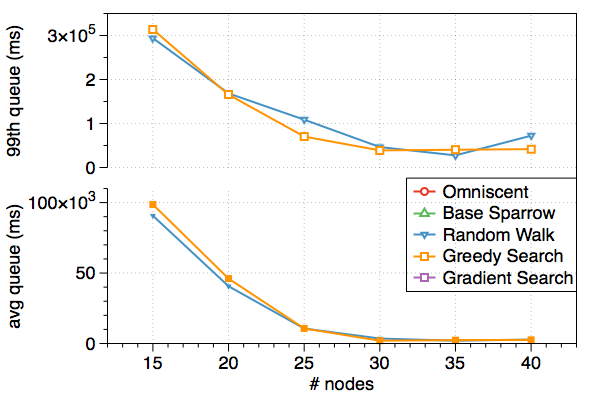 99th queue (ms)
3×10⁵
2
1
0
avg queue (ms)
100×10³
50
0
15 20 25 30 35 40
# nodes
Omniscent
Base Sparrow
Random Walk
Greedy Search
Gradient Search